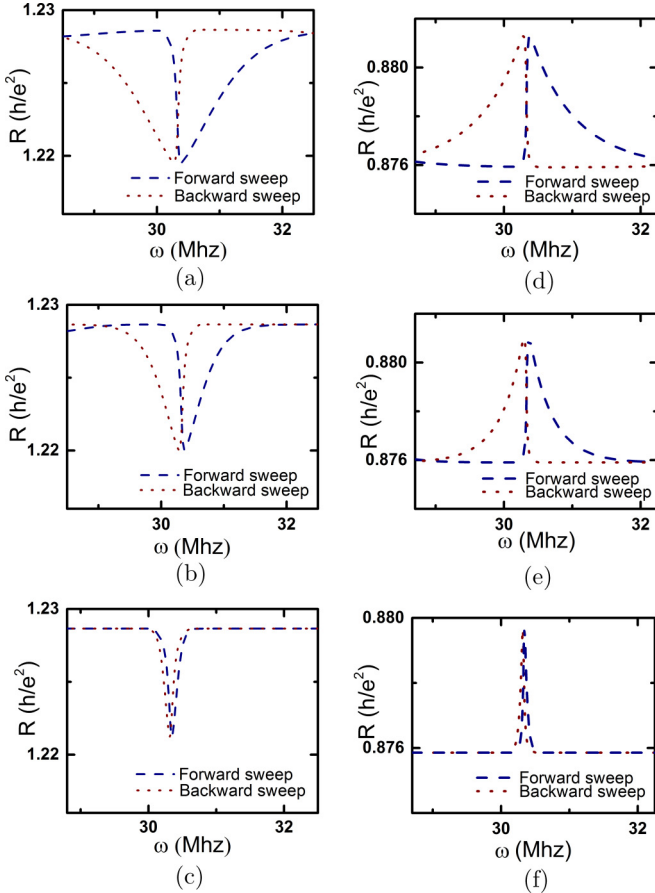 1.23
R (h/e²)
1.22
Forward sweep
Backward sweep
30
32
ω (Mhz)
(a)
0.880
R (h/e²)
0.876
Forward sweep
Backward sweep
30
32
ω (Mhz)
(d)
1.23
R (h/e²)
1.22
Forward sweep
Backward sweep
30
32
ω (Mhz)
(b)
0.880
R (h/e²)
0.876
Forward sweep
Backward sweep
30
32
ω (Mhz)
(e)
1.23
R (h/e²)
1.22
Forward sweep
Backward sweep
30
32
ω (Mhz)
(c)
0.880
R (h/e²)
0.876
Forward sweep
Backward sweep
30
32
ω (Mhz)
(f)